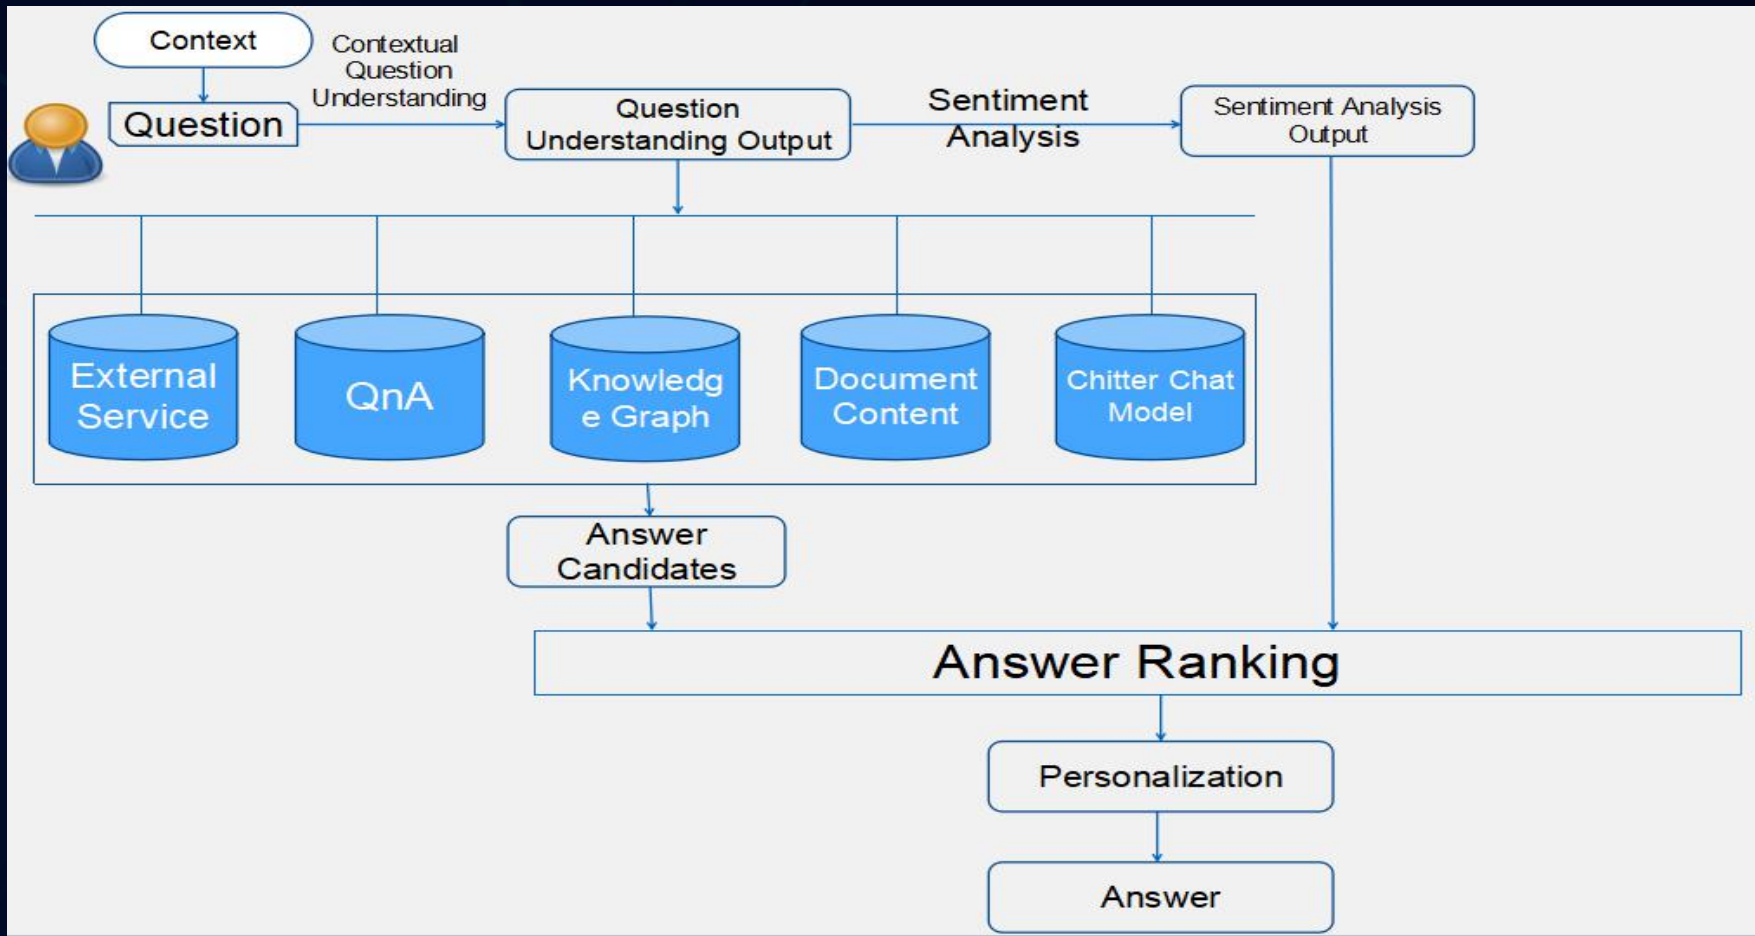 Context
Contextual
Question
Understanding
Question
Question
Understanding Output
Sentiment
Analysis
Sentiment Analysis
Output
External
Service
QnA
Knowledg
e Graph
Document
Content
Chitter Chat
Model
Answer
Candidates
Answer Ranking
Personalization
Answer